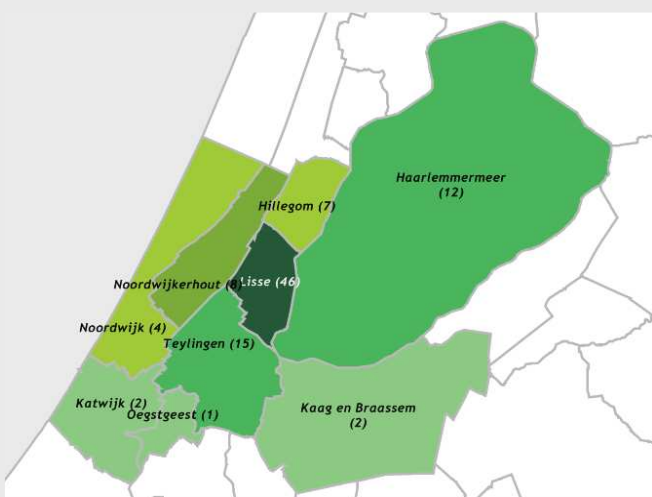 Haarlemmermeer
(12)
Hillegom (7)
Noordwijkerhout (8)
Lisse (46)
Noordwijk (4)
Teylingen (15)
Katwijk (2)
Oegstgeest (1)
Kaag en Braassem
(2)